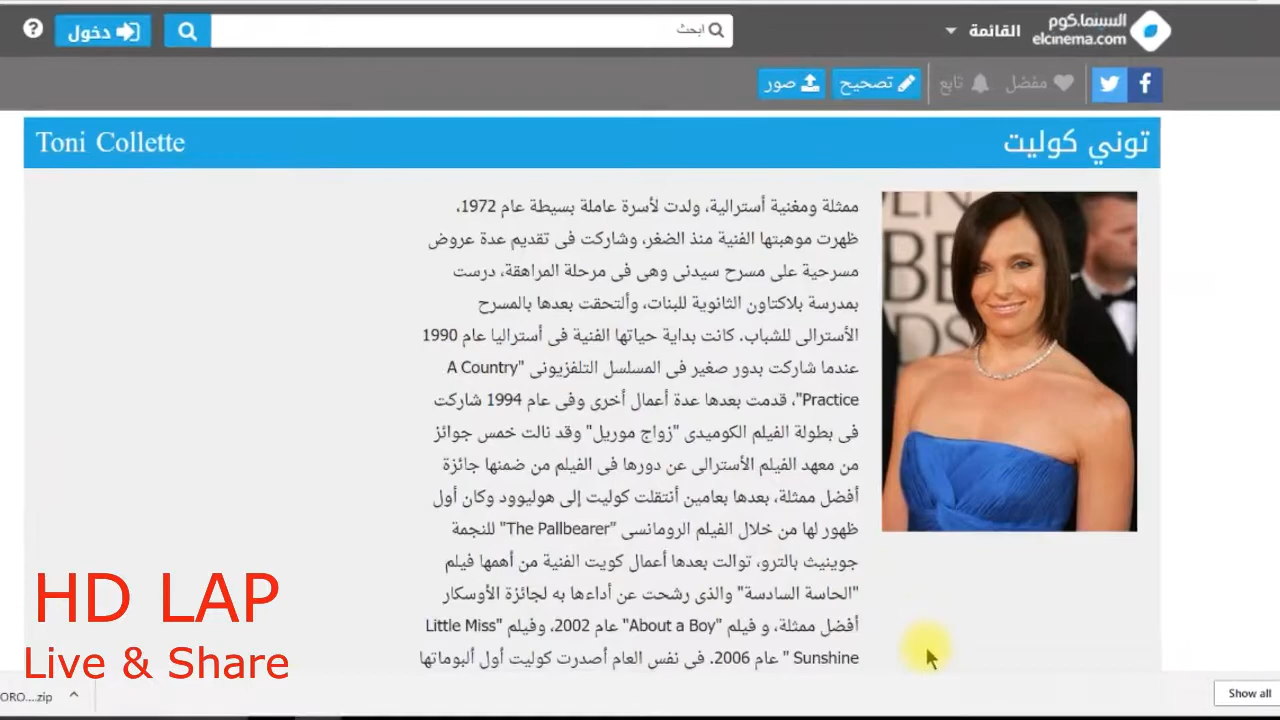 السينما.كوم
elcinema.com
القائمة
ابحث
دخول
?
مفضل
تابع
تصحيح
صور
توني كوليت
Toni Collette
ممثلة ومغنية أسترالية، ولدت لأسرة عاملة بسيطة عام 1972،
ظهرت موهبتها الفنية منذ الضغر، وشاركت فى تقديم عدة عروض
مسرحية على مسرح سيدنى وهى فى مرحلة المراهقة، درست
بمدرسة بلاكتاون الثانوية للبنات، وألتحقت بعدها بالمسرح
الأسترالى للشباب. كانت بداية حياتها الفنية فى أستراليا عام 1990
عندما شاركت بدور صغير فى المسلسل التلفزيونى "A Country
Practice"، قدمت بعدها عدة أعمال أخرى وفى عام 1994 شاركت
فى بطولة الفيلم الكوميدى "زواج موريل" وقد نالت خمس جوائز
من معهد الفيلم الأسترالى عن دورها فى الفيلم من ضمنها جائزة
أفضل ممثلة، بعدها بعامين أنتقلت كوليت إلى هوليوود وكان أول
ظهور لها من خلال الفيلم الرومانسى "The Pallbearer" للنجمة
جوينيث بالترو، توالت بعدها أعمال كويت الفنية من أهمها فيلم
"الحاسة السادسة" والذى رشحت عن أداءها به لجائزة الأوسكار
أفضل ممثلة، و فيلم "About a Boy" عام 2002، وفيلم "Little Miss
Sunshine " عام 2006. فى نفس العام أصدرت كوليت أول ألبوماتها
HD LAP
Live & Share
ORO....zip
Show all